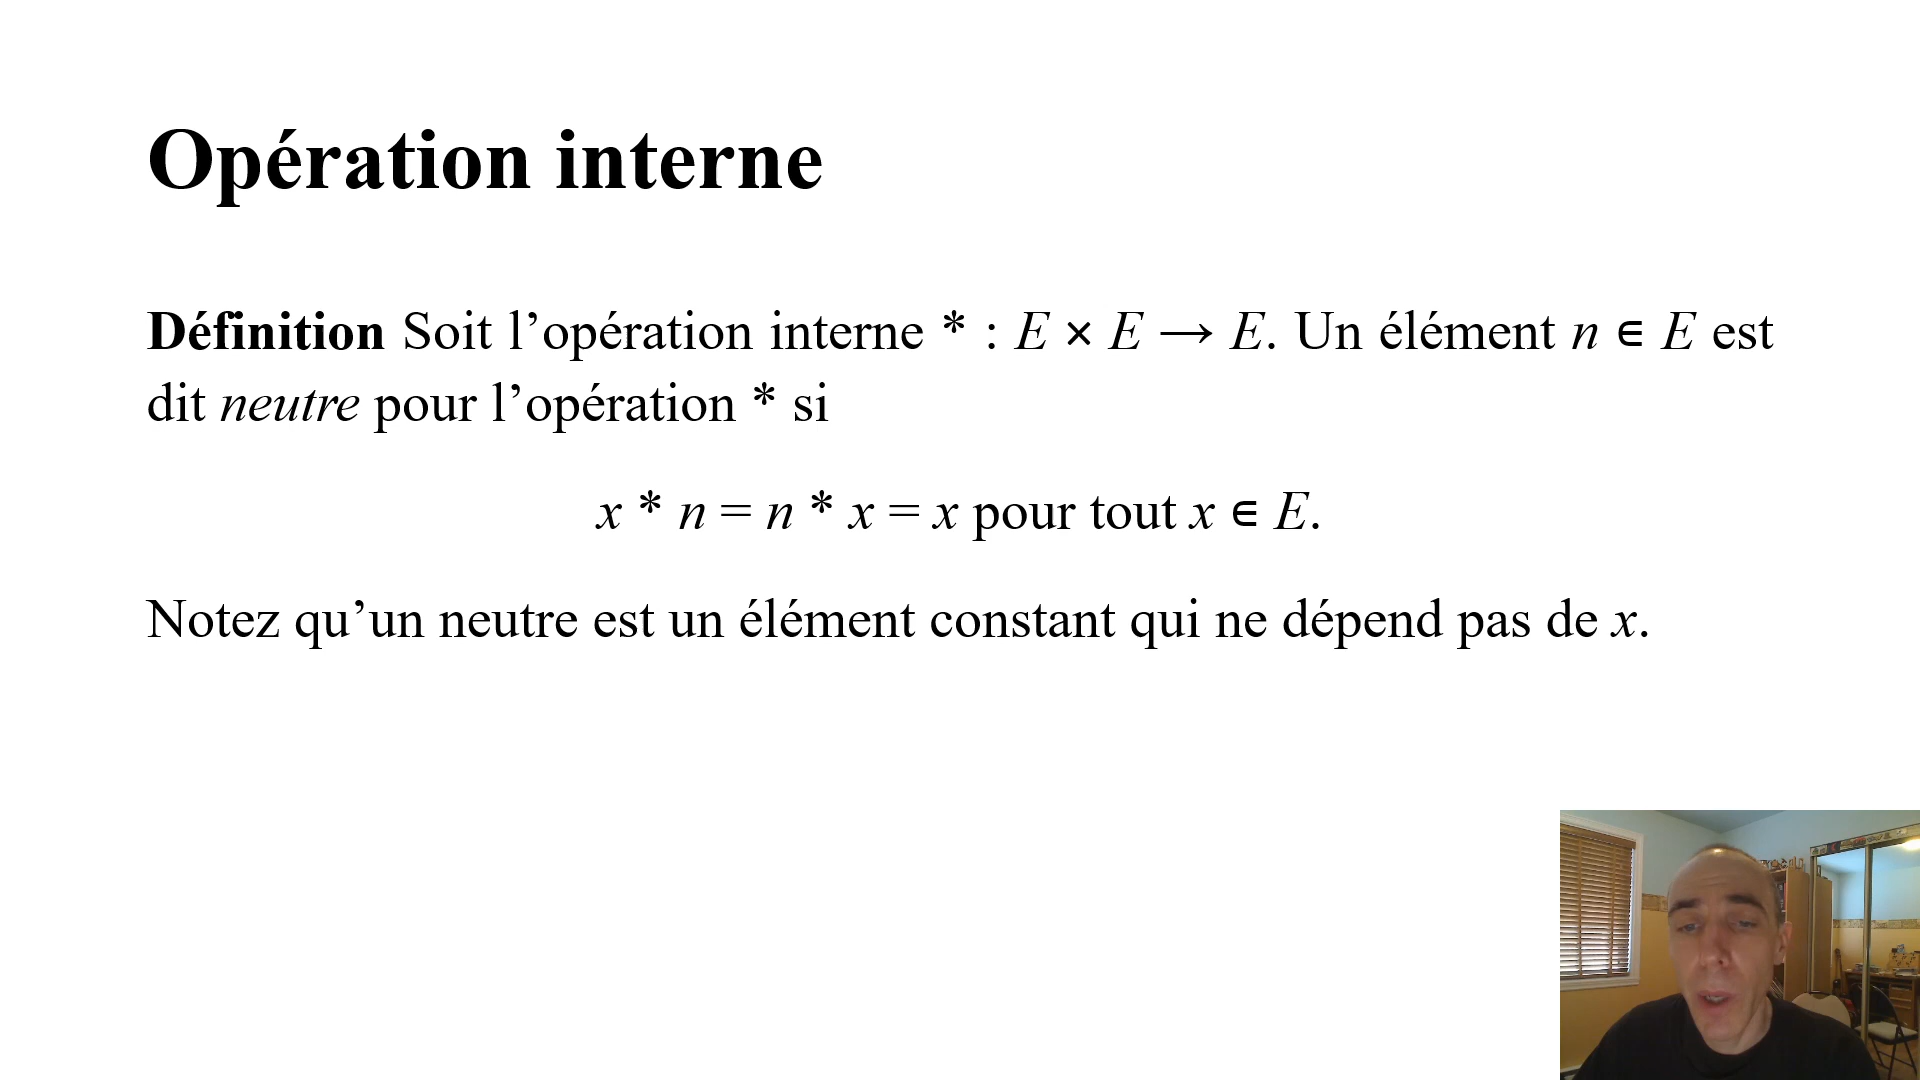 Opération interne
Définition Soit l’opération interne * : E × E → E. Un élément n ∈ E est
dit neutre pour l’opération * si
x * n = n * x = x pour tout x ∈ E.
Notez qu’un neutre est un élément constant qui ne dépend pas de x.